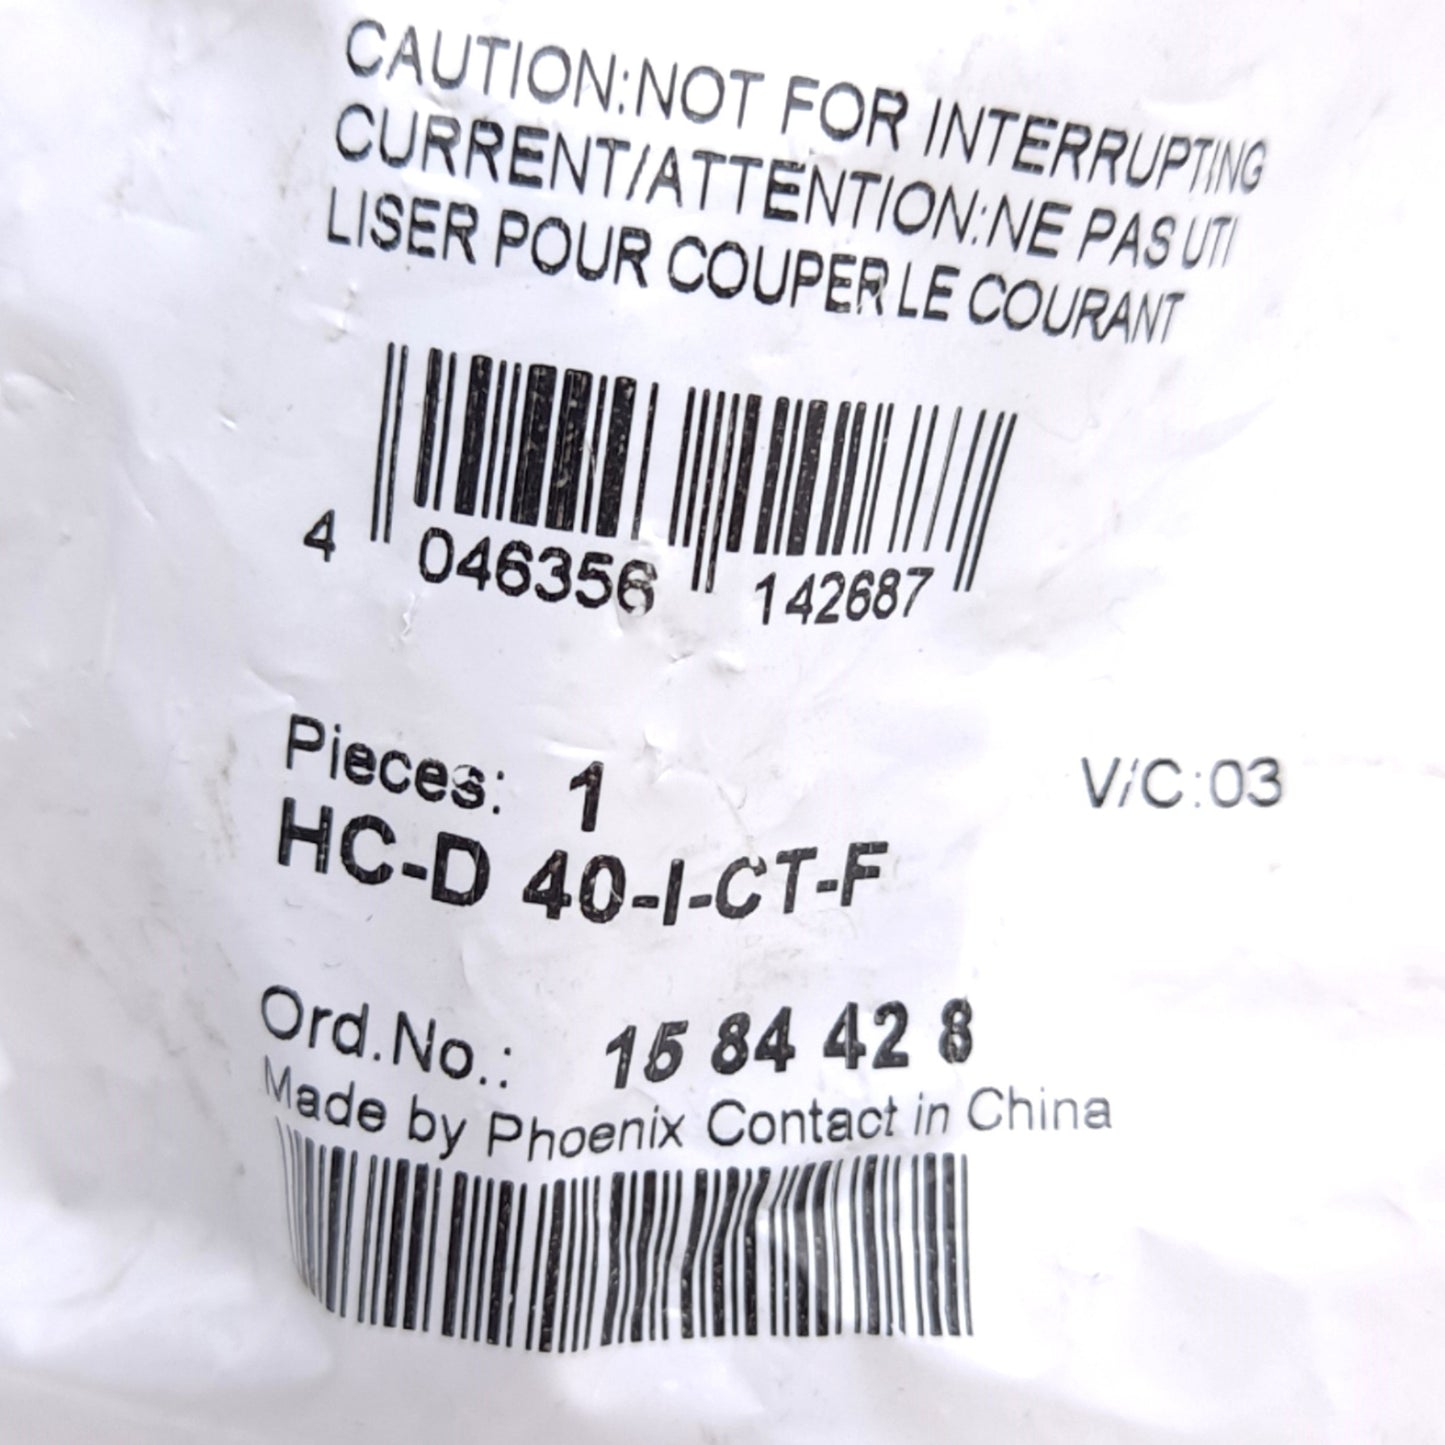 CAUTION:NOT FOR INTERRUPTING
CURRENT/ATTENTION:NE PAS UTI
LISER POUR COUPER LE COURANT
4 046356 142687
Pieces: 1
V/C:03
HC-D 40-I-CT-F
Ord.No.: 15 84 42 8
Made by Phoenix Contact in China